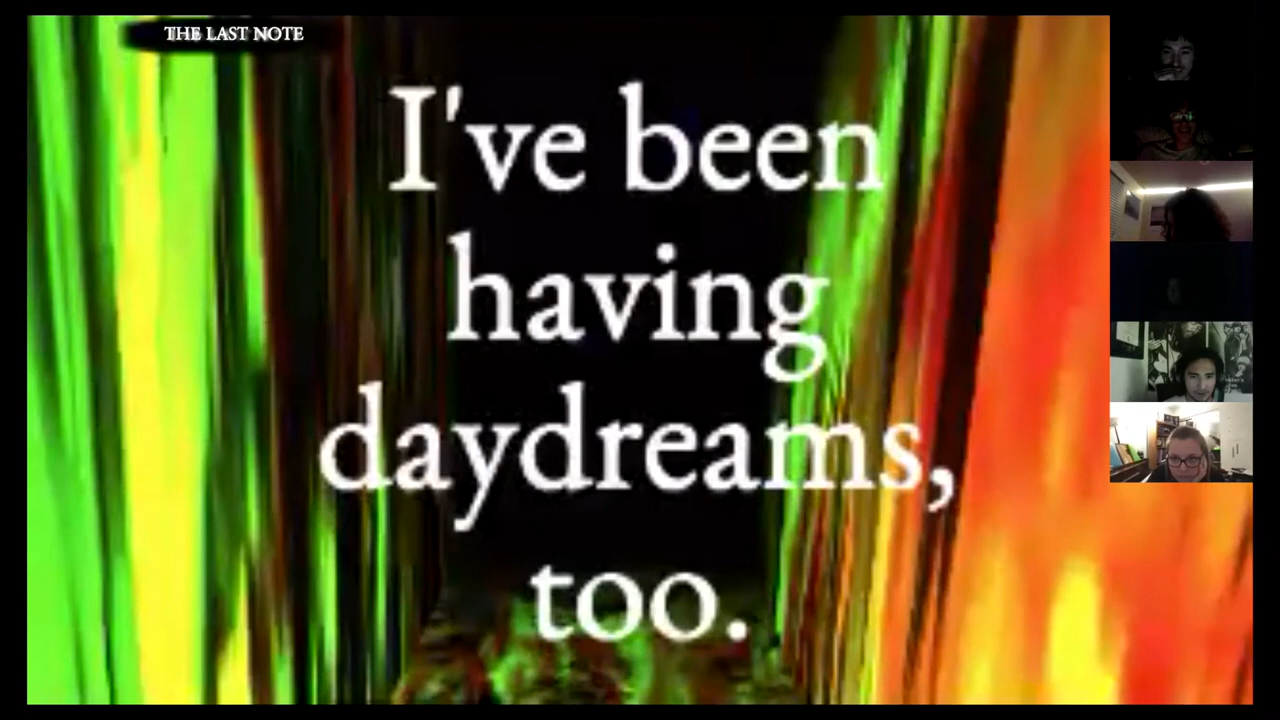 THE LAST NOTE
I've been
having
daydreams,
too.